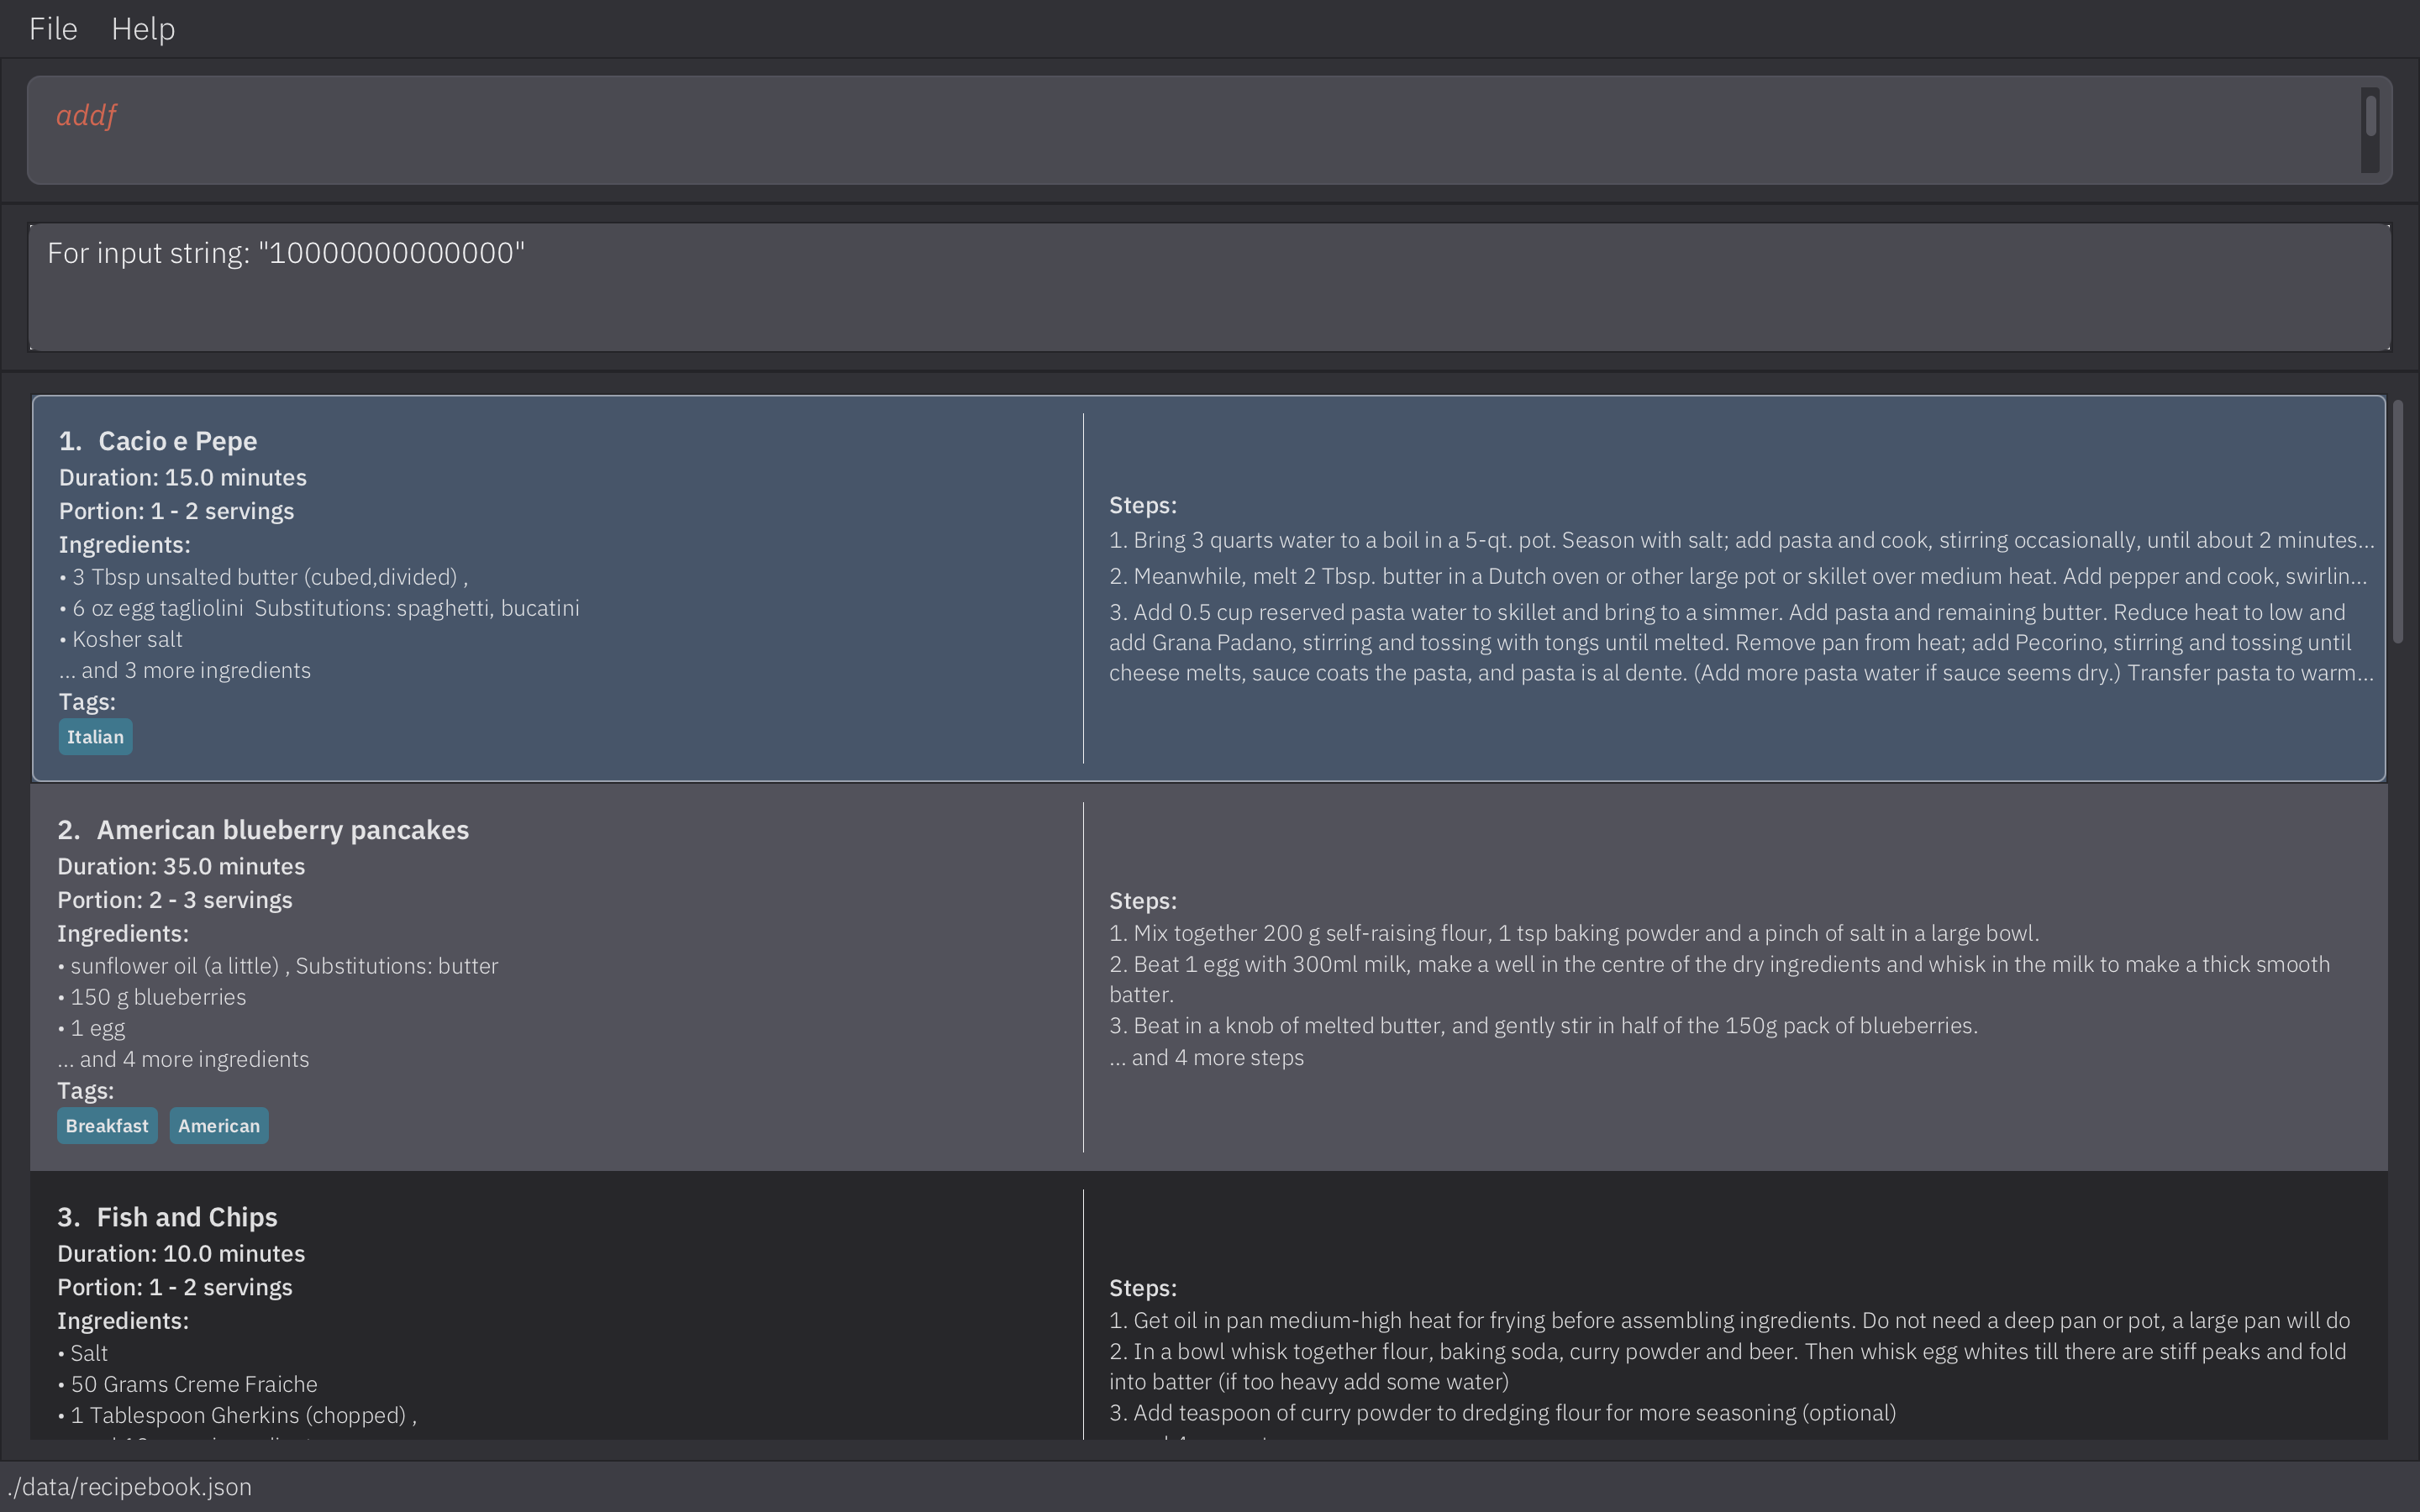 File Help
addf
For input string: "10000000000000"
1. Cacio e Pepe
Duration: 15.0 minutes
Portion: 1 - 2 servings
Ingredients:
• 3 Tbsp unsalted butter (cubed,divided) ,
• 6 oz egg tagliolini Substitutions: spaghetti, bucatini
• Kosher salt
... and 3 more ingredients
Tags:
Italian
Steps:
1. Bring 3 quarts water to a boil in a 5-qt. pot. Season with salt; add pasta and cook, stirring occasionally, until about 2 minutes...
2. Meanwhile, melt 2 Tbsp. butter in a Dutch oven or other large pot or skillet over medium heat. Add pepper and cook, swirlin...
3. Add 0.5 cup reserved pasta water to skillet and bring to a simmer. Add pasta and remaining butter. Reduce heat to low and
add Grana Padano, stirring and tossing with tongs until melted. Remove pan from heat; add Pecorino, stirring and tossing until
cheese melts, sauce coats the pasta, and pasta is al dente. (Add more pasta water if sauce seems dry.) Transfer pasta to warm...
2. American blueberry pancakes
Duration: 35.0 minutes
Portion: 2 - 3 servings
Ingredients:
• sunflower oil (a little) , Substitutions: butter
• 150 g blueberries
• 1 egg
... and 4 more ingredients
Tags:
Breakfast American
Steps:
1. Mix together 200 g self-raising flour, 1 tsp baking powder and a pinch of salt in a large bowl.
2. Beat 1 egg with 300ml milk, make a well in the centre of the dry ingredients and whisk in the milk to make a thick smooth
batter.
3. Beat in a knob of melted butter, and gently stir in half of the 150g pack of blueberries.
... and 4 more steps
3. Fish and Chips
Duration: 10.0 minutes
Portion: 1 - 2 servings
Ingredients:
• Salt
• 50 Grams Creme Fraiche
• 1 Tablespoon Gherkins (chopped) ,
Steps:
1. Get oil in pan medium-high heat for frying before assembling ingredients. Do not need a deep pan or pot, a large pan will do
2. In a bowl whisk together flour, baking soda, curry powder and beer. Then whisk egg whites till there are stiff peaks and fold
into batter (if too heavy add some water)
3. Add teaspoon of curry powder to dredging flour for more seasoning (optional)
./data/recipebook.json